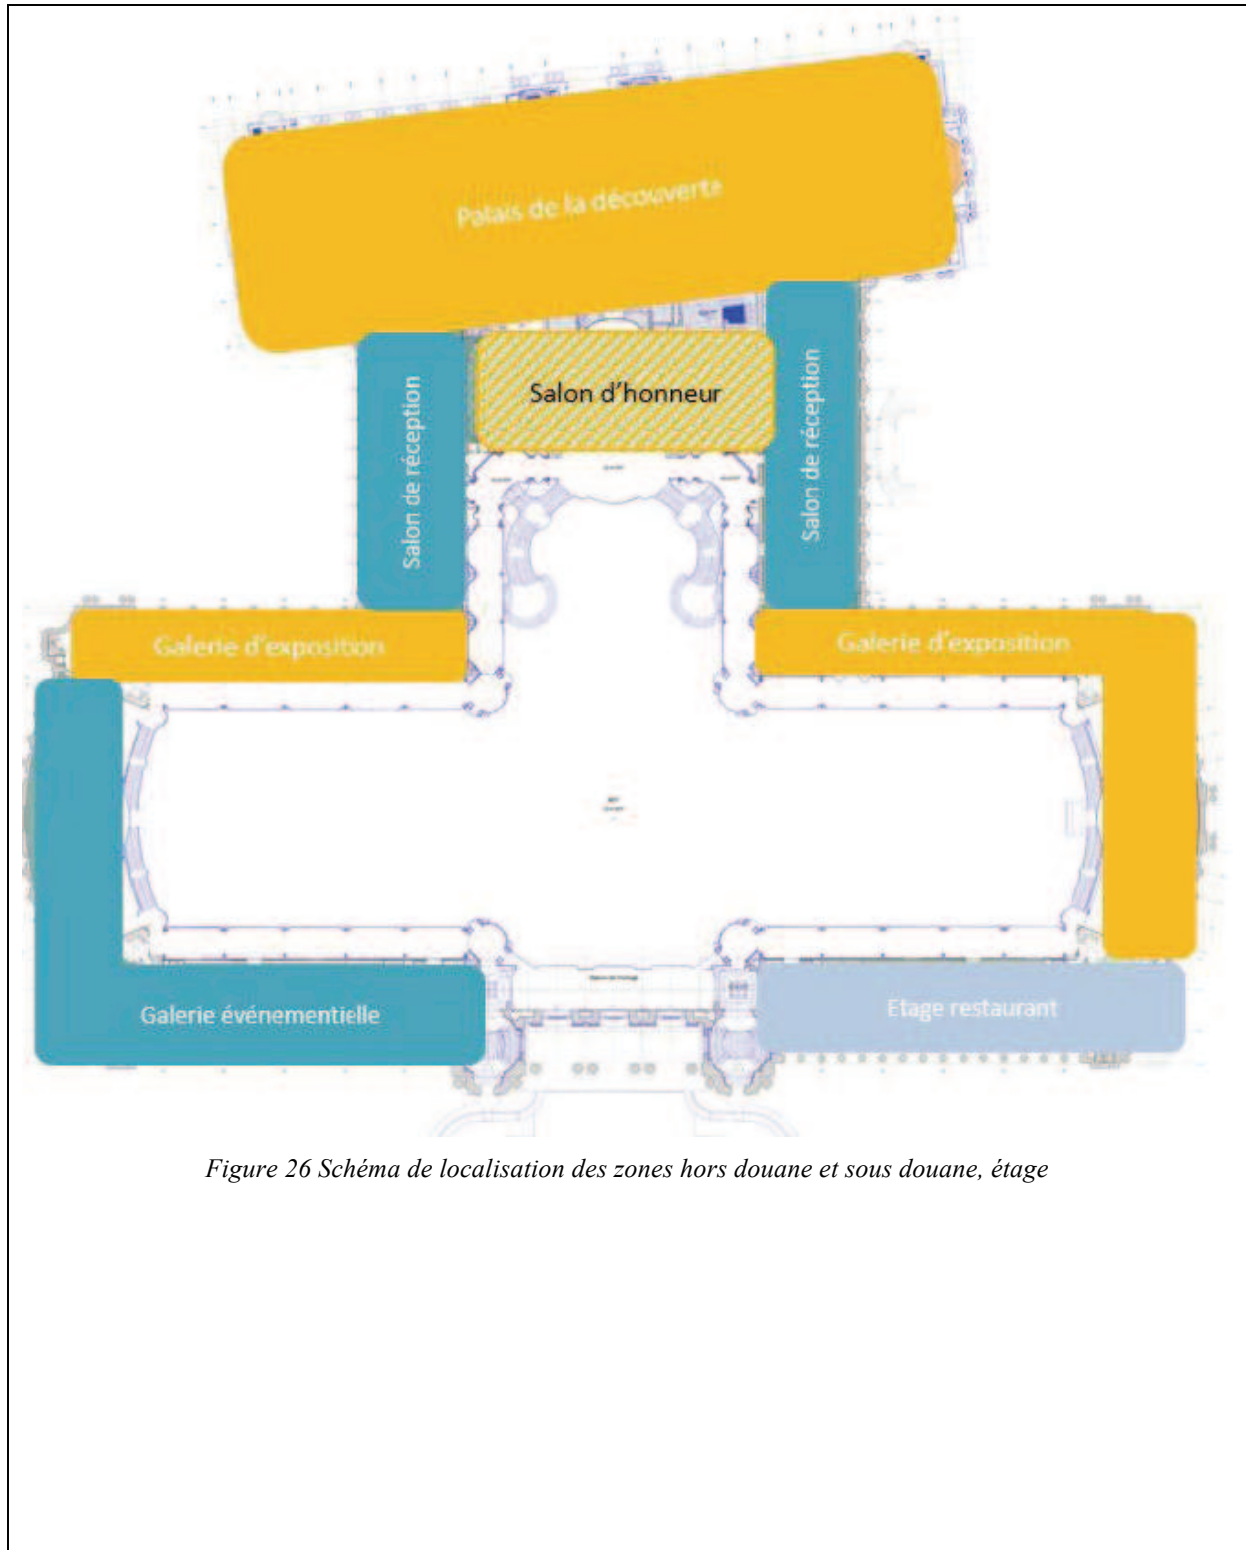 Palais de la découverte
Salon d'honneur
Salon de réception
Salon de réception
Galerie d'exposition
Galerie d'exposition
Galerie événementielle
Etage restaurant
Figure 26 Schéma de localisation des zones hors douane et sous douane, étage